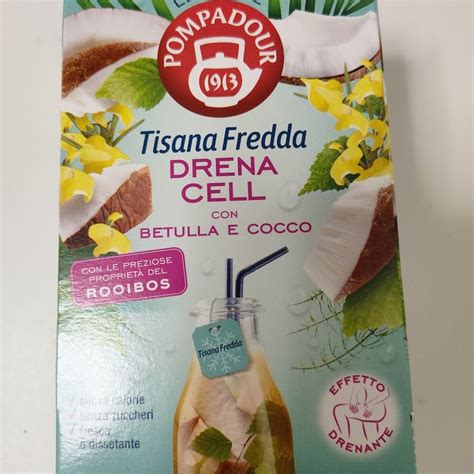 POMPADOUR
1913
Tisana Fredda
DRENA
CELL
CON
BETULLA E COCCO
CON LE PREZIOSE
PROPRIETÀ DEL
ROOIBOS
Tisana Fredda
senza calorie
senza zuccheri
fresca
e dissetante
EFFETTO
DRENANTE